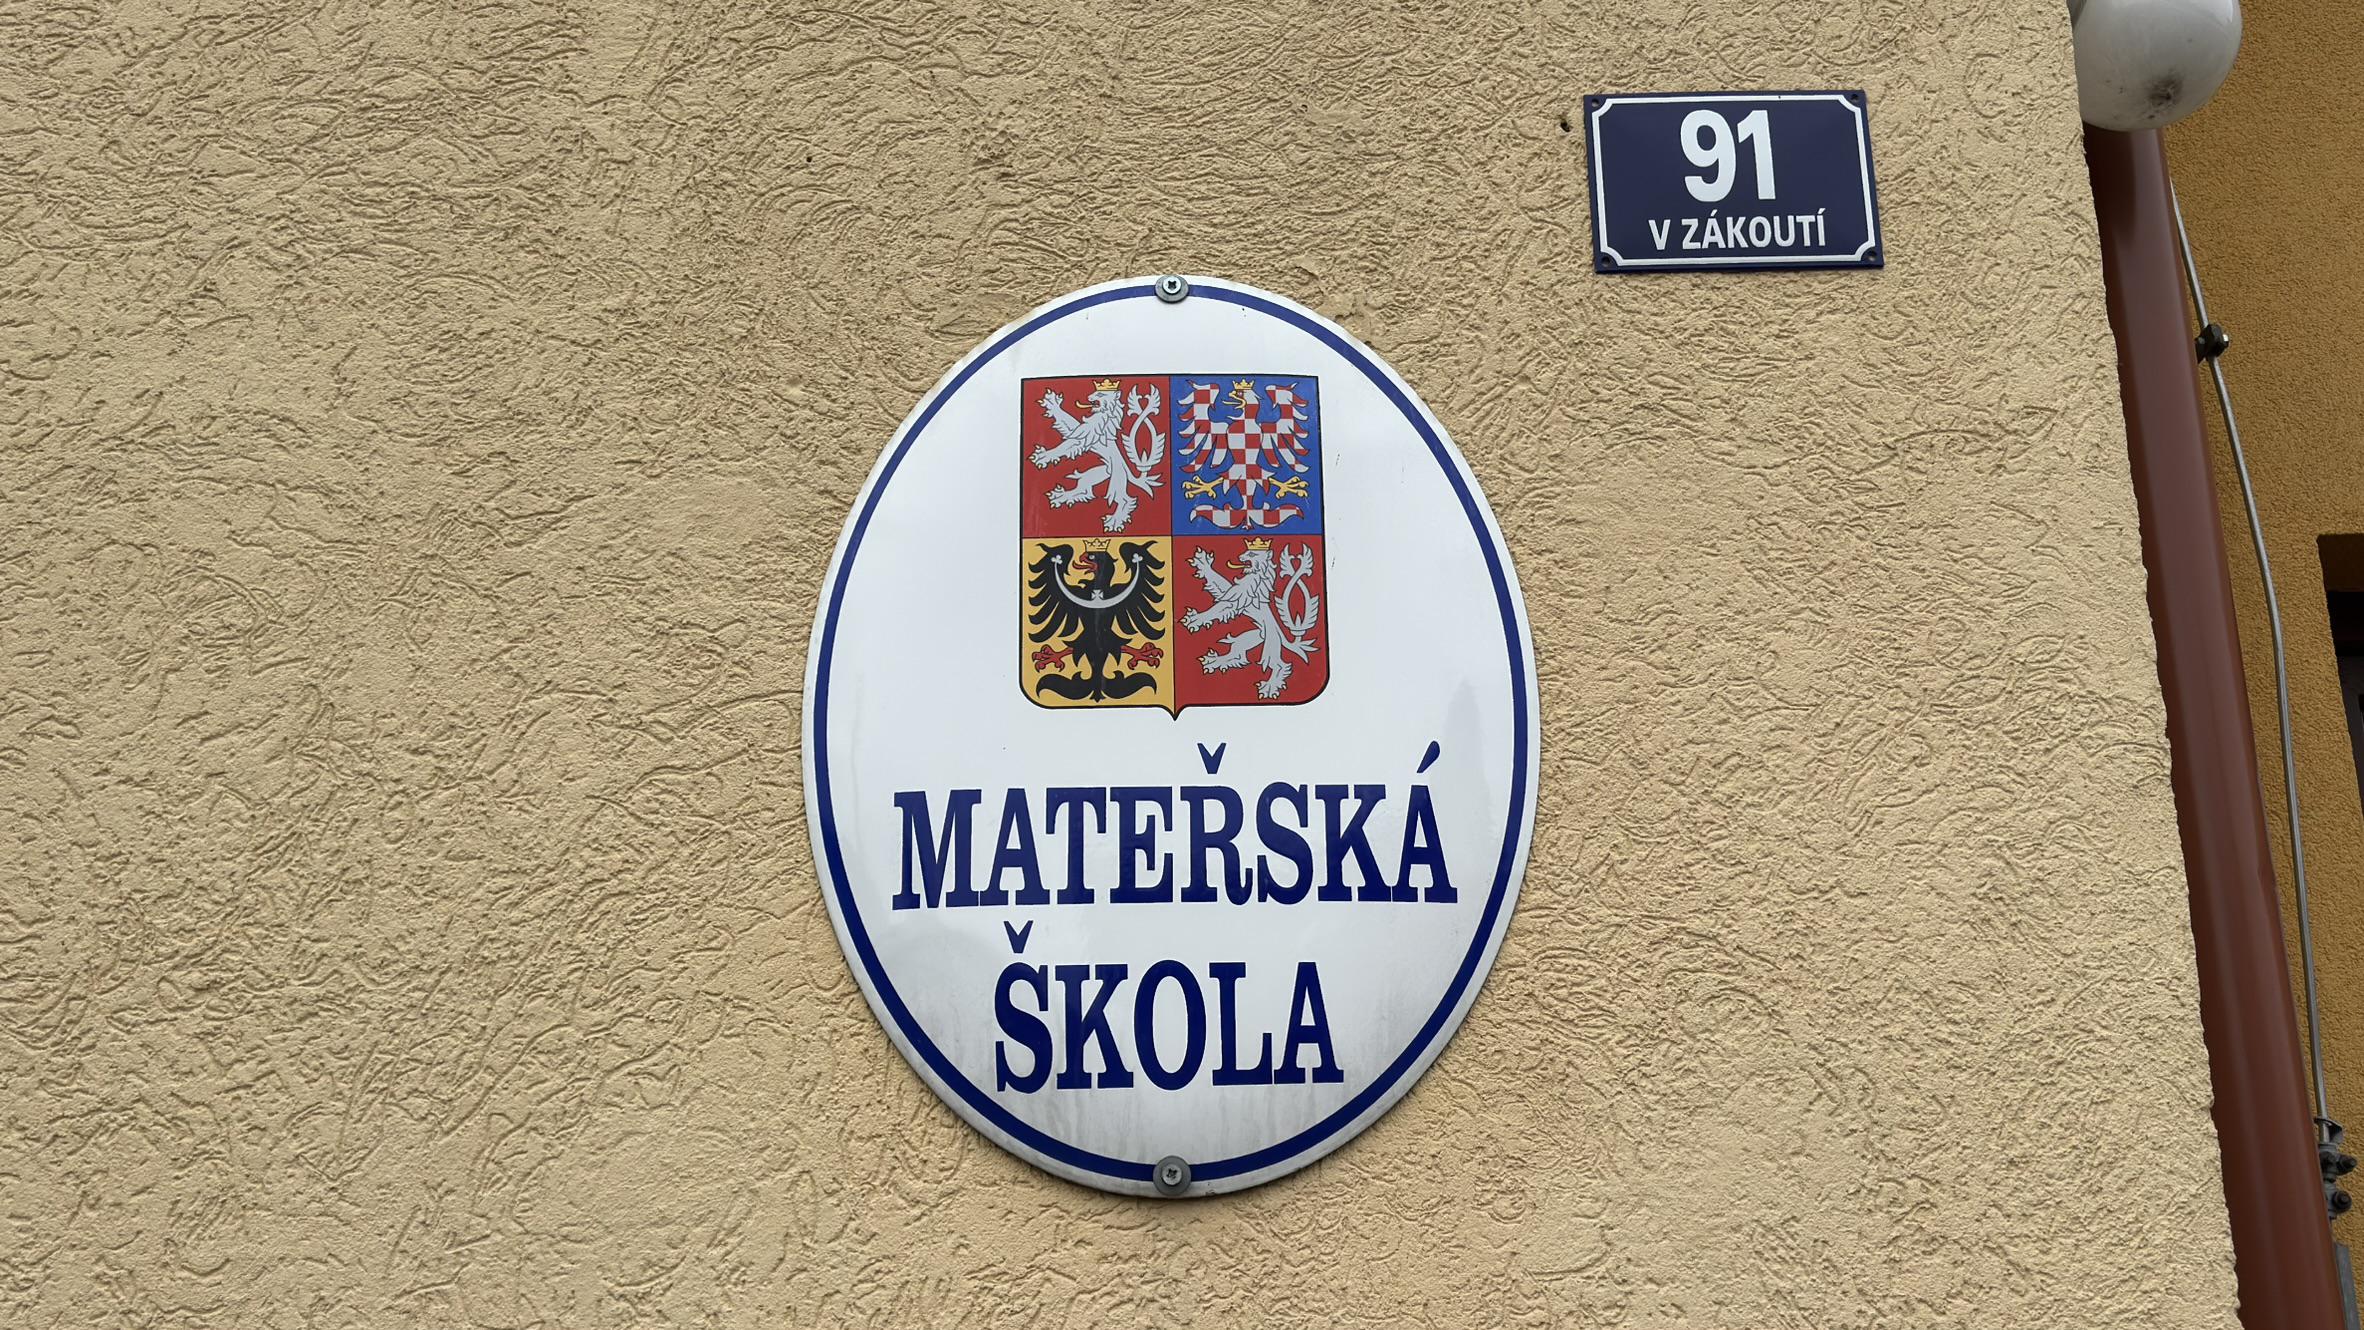 91
V ZÁKOUTÍ
MATEŘSKÁ
ŠKOLA